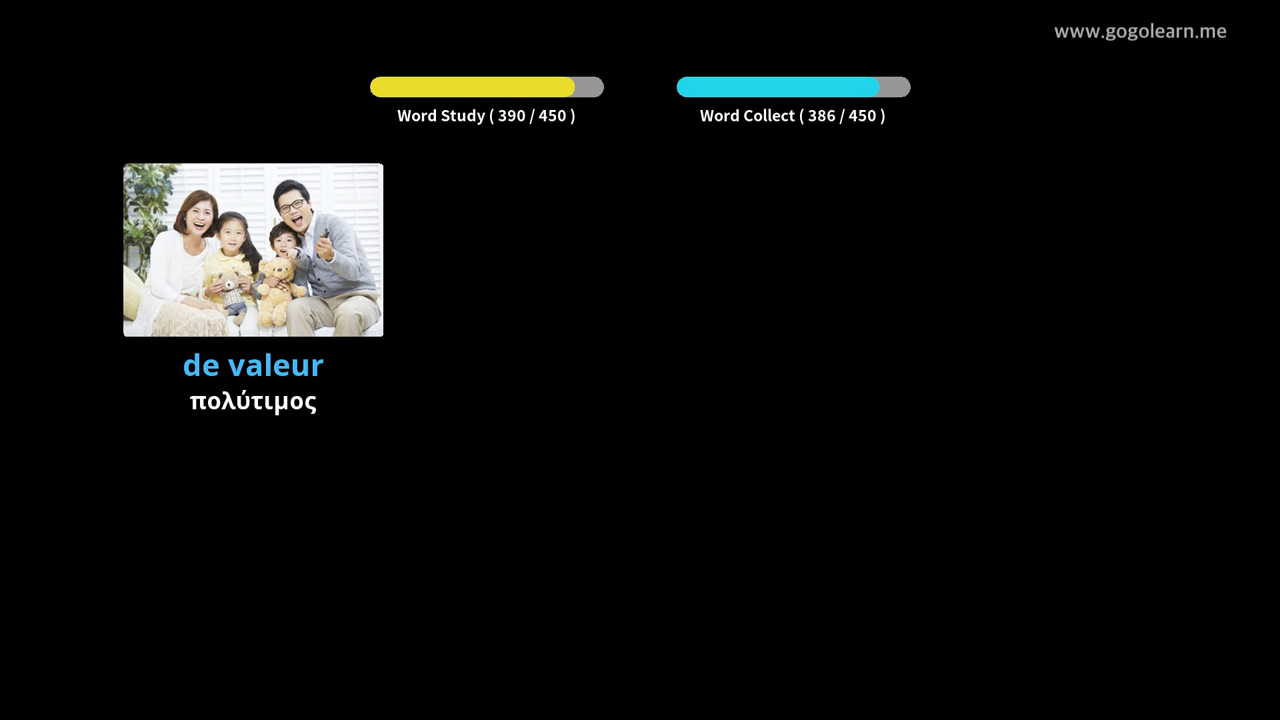 www.gogolearn.me
Word Study ( 390 / 450 )
Word Collect ( 386 / 450 )
de valeur
πολύτιμος